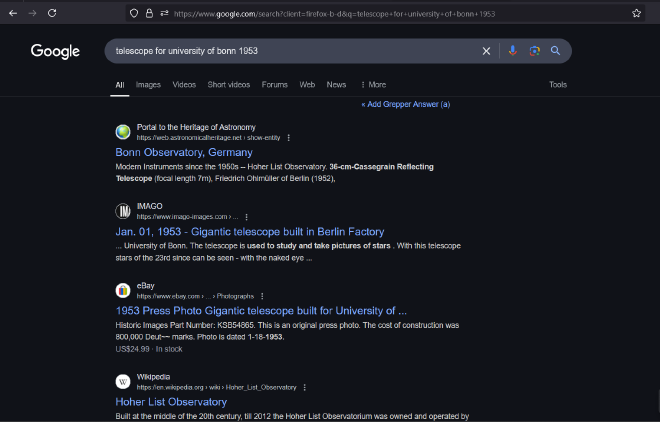 https://www.google.com/search?client=firefox-b-d&q=telescope+for+university+of+bonn+1953
Google
telescope for university of bonn 1953
All Images Videos Short videos Forums Web News More Tools
« Add Grepper Answer (a)
Portal to the Heritage of Astronomy
https://web.astronomicalheritage.net › show-entity
Bonn Observatory, Germany
Modern Instruments since the 1950s -- Hoher List Observatory. 36-cm-Cassegrain Reflecting
Telescope (focal length 7m), Friedrich Ohlmüller of Berlin (1952),
IM
IMAGO
https://www.imago-images.com › ...
Jan. 01, 1953 - Gigantic telescope built in Berlin Factory
... University of Bonn. The telescope is used to study and take pictures of stars . With this telescope
stars of the 23rd since can be seen - with the naked eye ...
eBay
https://www.ebay.com › ... › Photographs
1953 Press Photo Gigantic telescope built for University of ...
Historic Images Part Number: KSB54865. This is an original press photo. The cost of construction was
800,000 Deut~~ marks. Photo is dated 1-18-1953.
US$24.99 · In stock
W
Wikipedia
https://en.wikipedia.org › wiki › Hoher_List_Observatory
Hoher List Observatory
Built at the middle of the 20th century, till 2012 the Hoher List Observatorium was owned and operated by